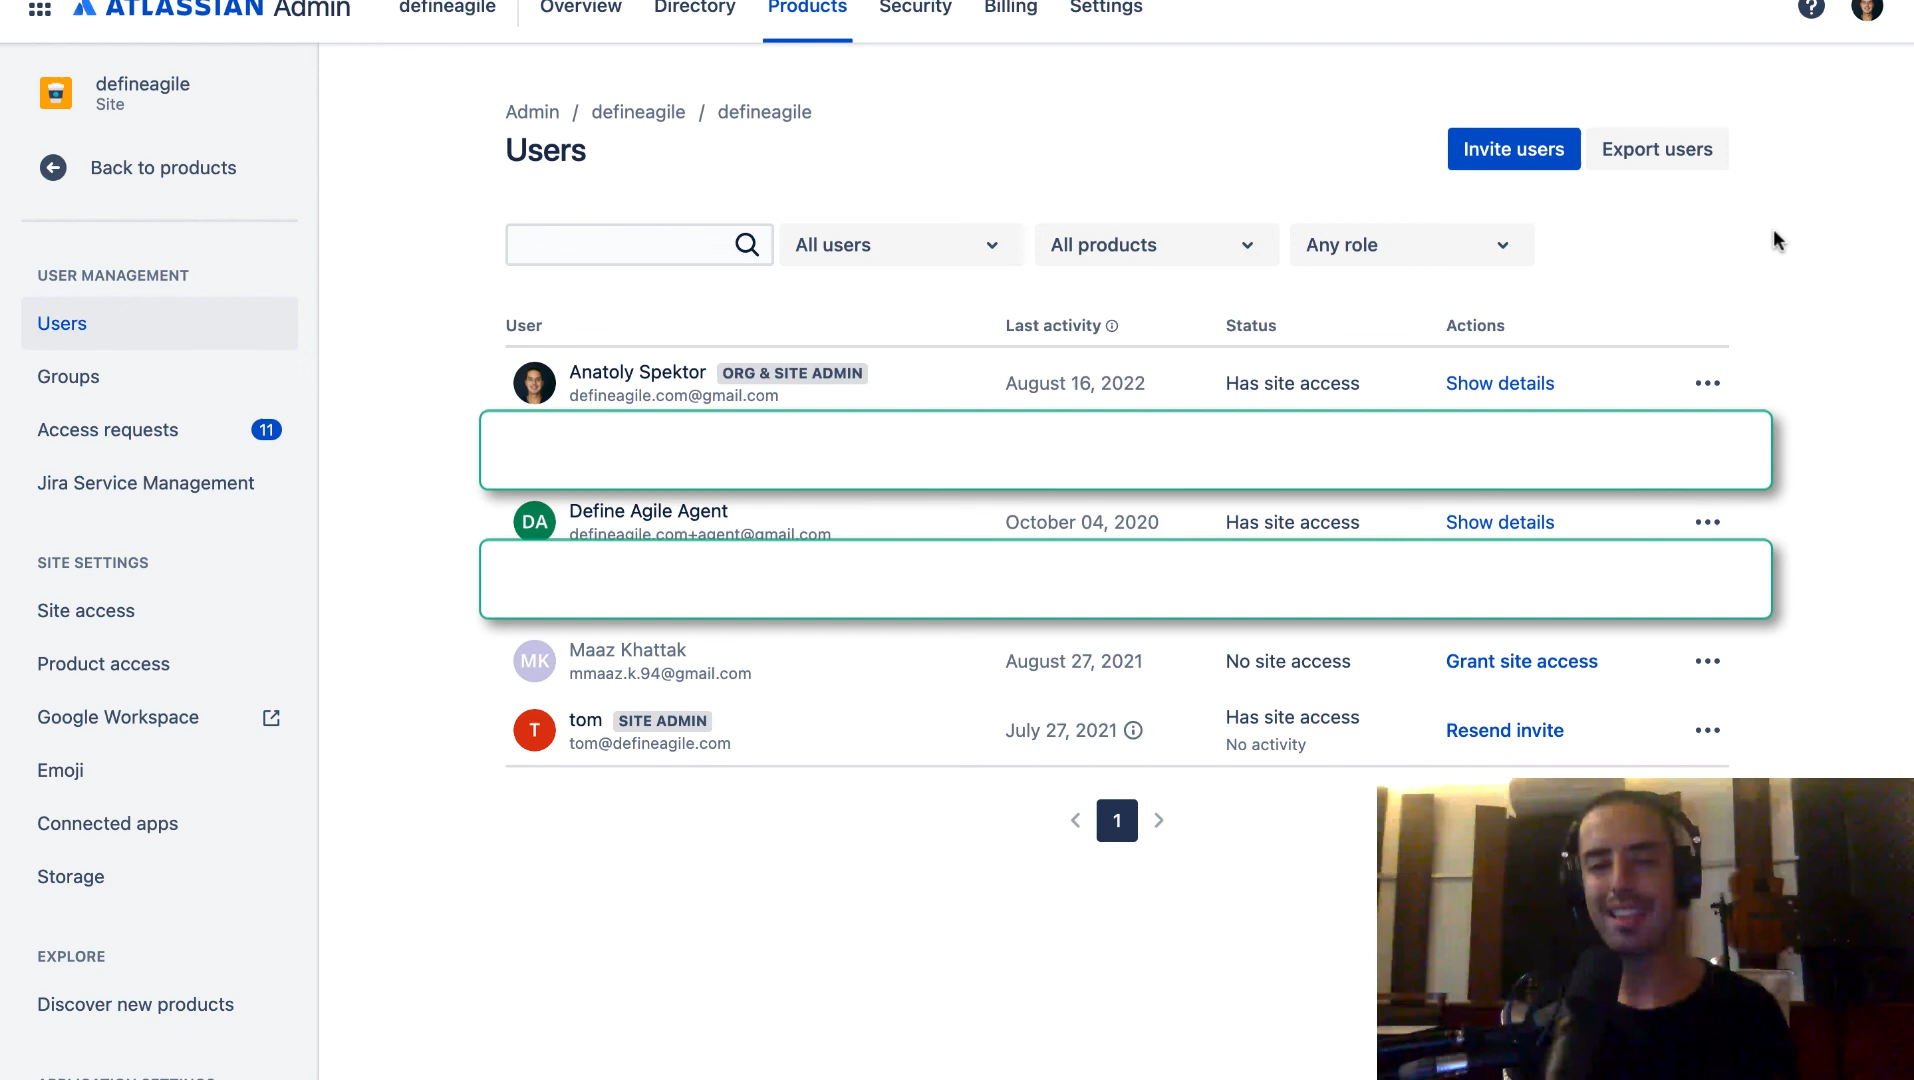 ATLASSIAN Admin
defineagile
Overview
Directory
Products
Security
Billing
Settings
?
defineagile
Site
Back to products
USER MANAGEMENT
Users
Groups
Access requests 11
Jira Service Management
SITE SETTINGS
Site access
Product access
Google Workspace
Emoji
Connected apps
Storage
EXPLORE
Discover new products
APPLICATION SETTINGS
Admin / defineagile / defineagile
Users
Invite users
Export users
All users
All products
Any role
User
Last activity
Status
Actions
Anatoly Spektor ORG & SITE ADMIN
defineagile.com@gmail.com
August 16, 2022
Has site access
Show details
DA
Define Agile Agent
defineagile.com+agent@gmail.com
October 04, 2020
Has site access
Show details
MK
Maaz Khattak
mmaaz.k.94@gmail.com
August 27, 2021
No site access
Grant site access
T
tom SITE ADMIN
tom@defineagile.com
July 27, 2021
Has site access
No activity
Resend invite
1